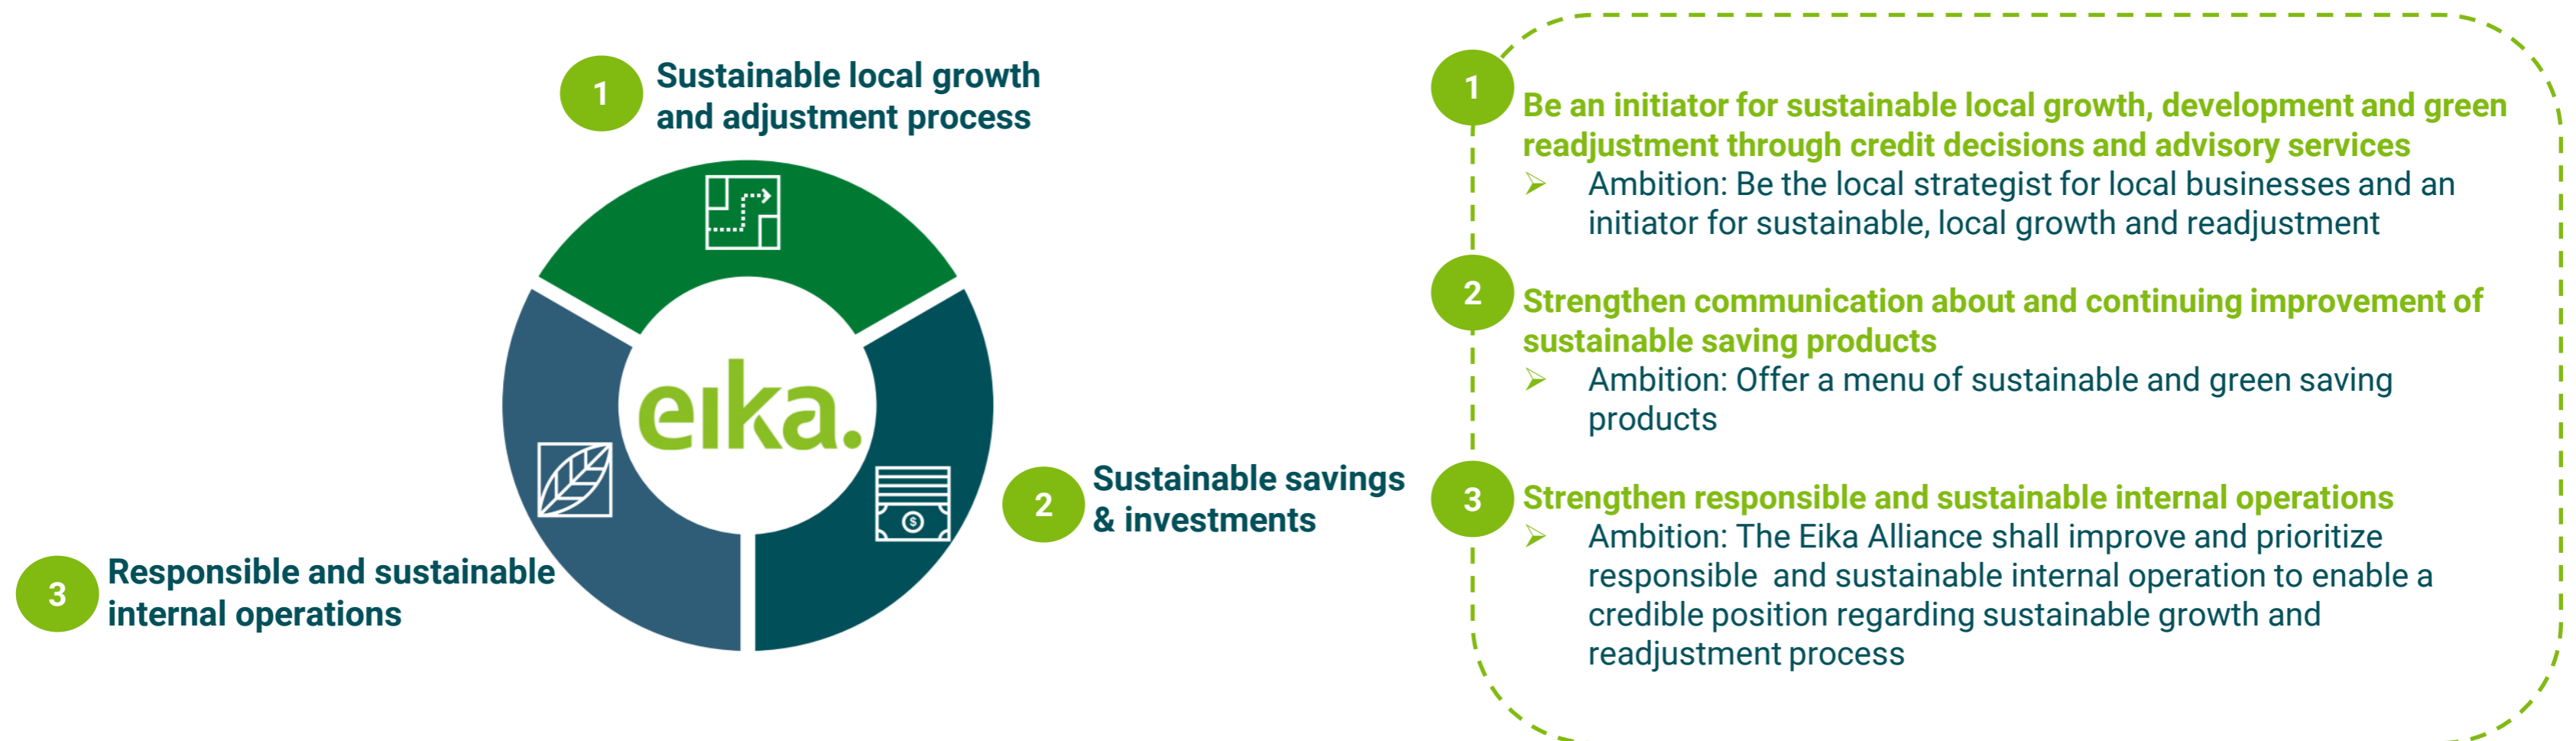 1
Sustainable local growth
and adjustment process
eika.
2
Sustainable savings
& investments
3
Responsible and sustainable
internal operations
1
Be an initiator for sustainable local growth, development and green
readjustment through credit decisions and advisory services
➢ Ambition: Be the local strategist for local businesses and an
initiator for sustainable, local growth and readjustment
2
Strengthen communication about and continuing improvement of
sustainable saving products
➢ Ambition: Offer a menu of sustainable and green saving
products
3
Strengthen responsible and sustainable internal operations
➢ Ambition: The Eika Alliance shall improve and prioritize
responsible and sustainable internal operation to enable a
credible position regarding sustainable growth and
readjustment process